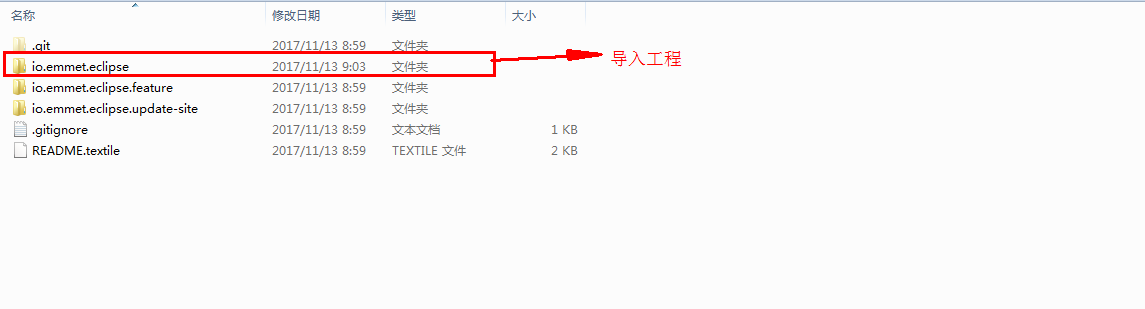 名称 修改日期 类型 大小
.git 2017/11/13 8:59 文件夹
io.emmet.eclipse 2017/11/13 9:03 文件夹 导入工程
io.emmet.eclipse.feature 2017/11/13 8:59 文件夹
io.emmet.eclipse.update-site 2017/11/13 8:59 文件夹
.gitignore 2017/11/13 8:59 文本文档 1 KB
README.textile 2017/11/13 8:59 TEXTILE 文件 2 KB